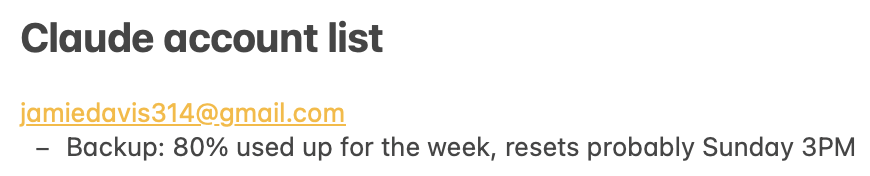 Claude account list
jamiedavis314@gmail.com
– Backup: 80% used up for the week, resets probably Sunday 3PM